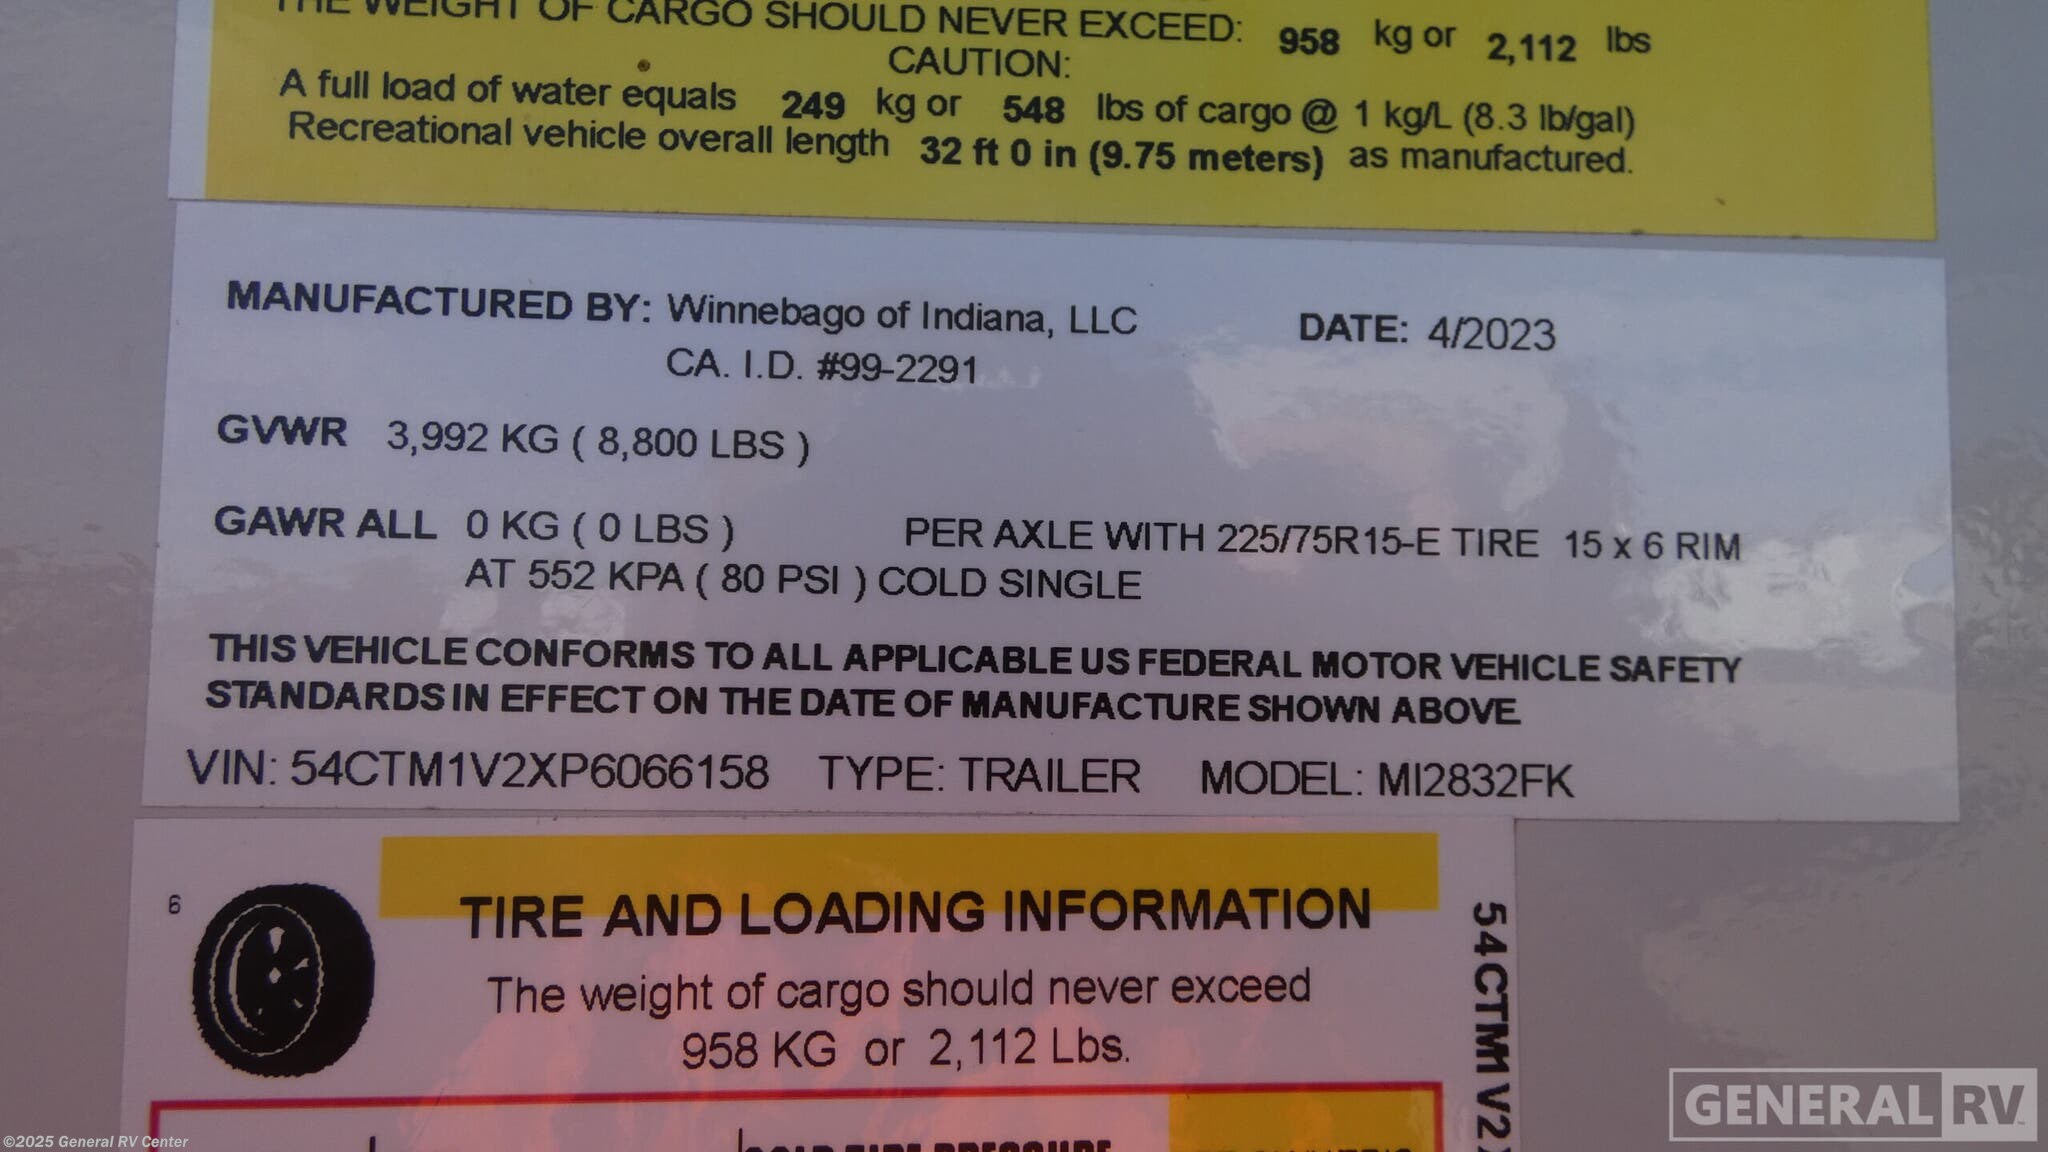 THE WEIGHT OF CARGO SHOULD NEVER EXCEED: 958 kg or 2,112 lbs
CAUTION:
A full load of water equals 249 kg or 548 lbs of cargo @ 1 kg/L (8.3 lb/gal)
Recreational vehicle overall length 32 ft 0 in (9.75 meters) as manufactured.
MANUFACTURED BY: Winnebago of Indiana, LLC DATE: 4/2023
CA. I.D. #99-2291
GVWR 3,992 KG ( 8,800 LBS )
GAWR ALL 0 KG ( 0 LBS ) PER AXLE WITH 225/75R15-E TIRE 15 x 6 RIM
AT 552 KPA ( 80 PSI ) COLD SINGLE
THIS VEHICLE CONFORMS TO ALL APPLICABLE US FEDERAL MOTOR VEHICLE SAFETY
STANDARDS IN EFFECT ON THE DATE OF MANUFACTURE SHOWN ABOVE
VIN: 54CTM1V2XP6066158 TYPE: TRAILER MODEL: MI2832FK
6
TIRE AND LOADING INFORMATION
The weight of cargo should never exceed
958 KG or 2,112 Lbs.
54CTM1V2
COLD TIRE PRESSURE
GENERAL RV
©2025 General RV Center